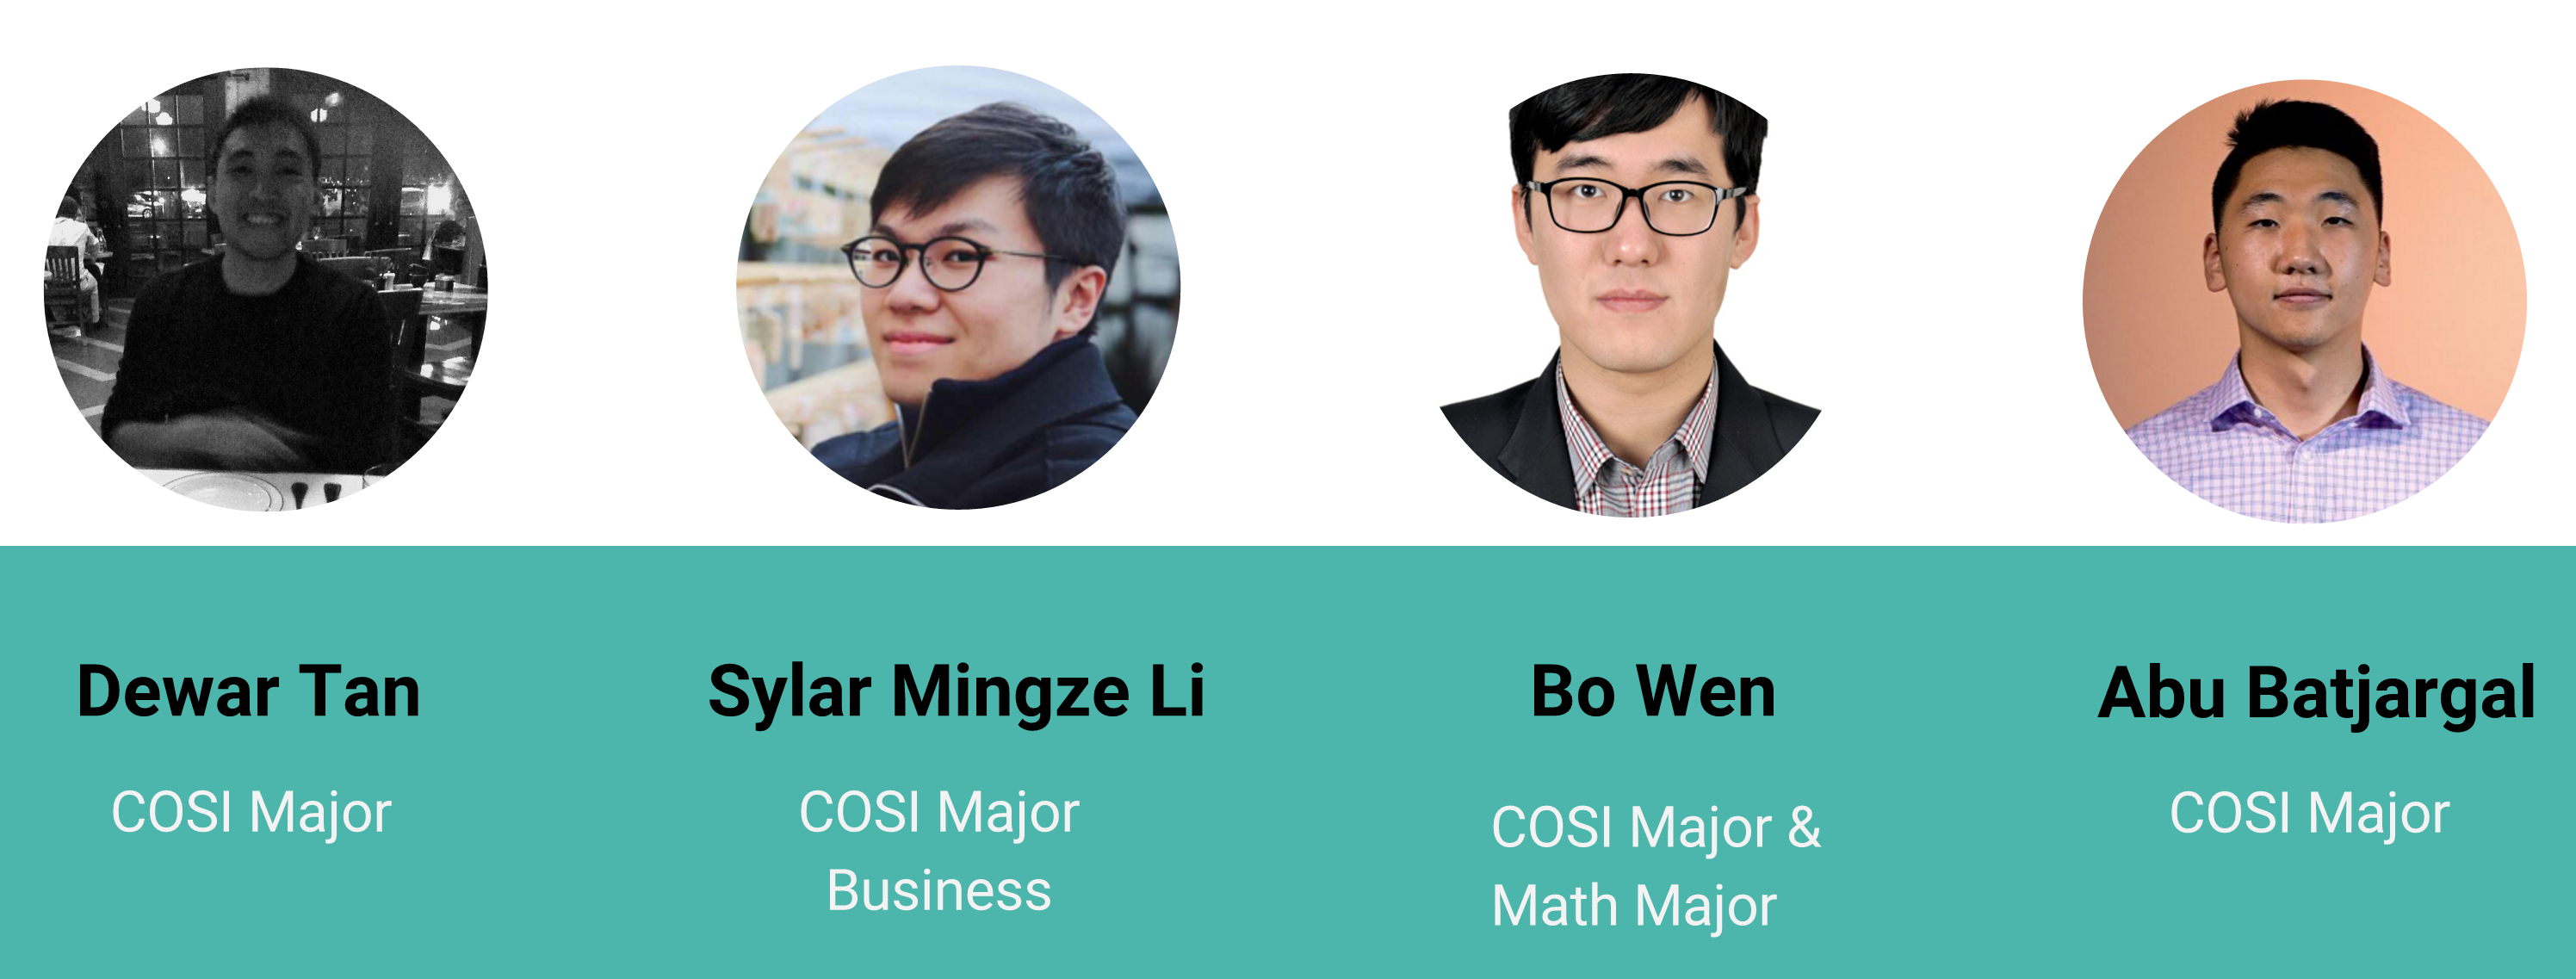 Dewar Tan
COSI Major
Sylar Mingze Li
COSI Major
Business
Bo Wen
COSI Major &
Math Major
Abu Batjargal
COSI Major